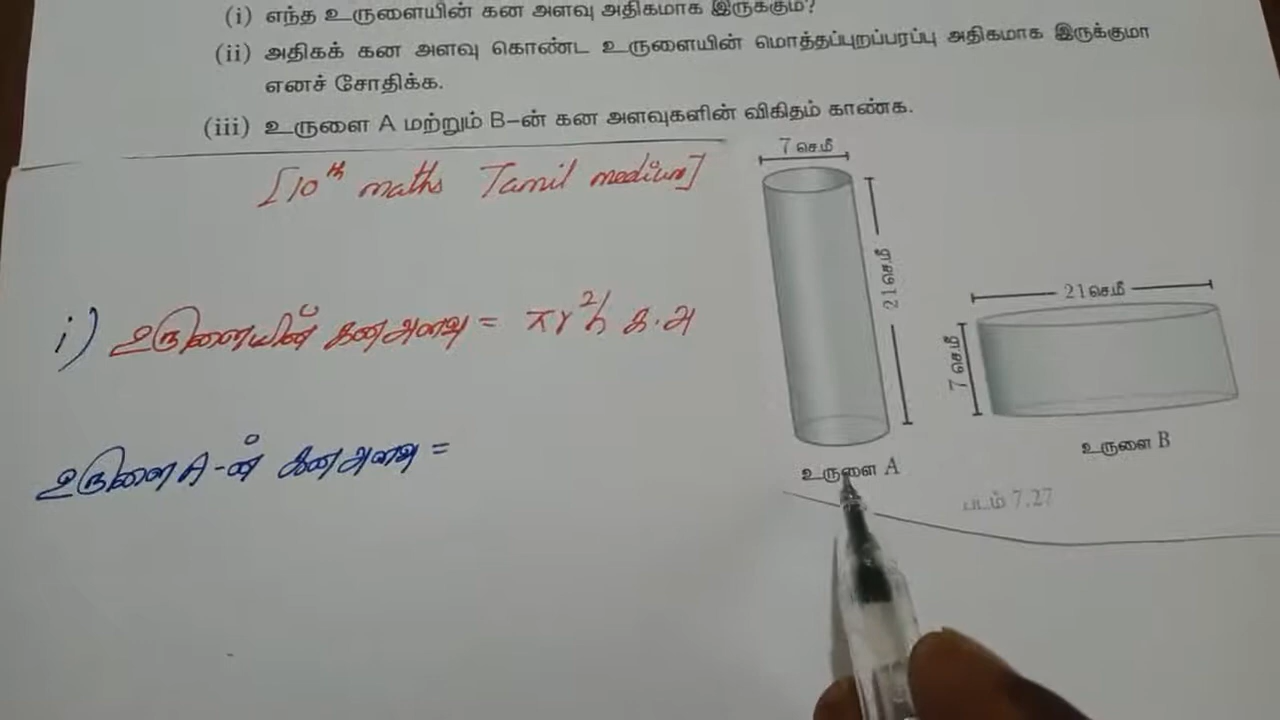 (i) எந்த உருளையின் கன அளவு அதிகமாக இருக்கும்?
(ii) அதிகக் கன அளவு கொண்ட உருளையின் மொத்தப்புறப்பரப்பு அதிகமாக இருக்குமா
எனச் சோதிக்க.
(iii) உருளை A மற்றும் B–ன் கன அளவுகளின் விகிதம் காண்க.
[10th maths Tamil medium]
7 செமீ
21 செமீ
உருளை A
21 செமீ
7 செமீ
உருளை B
படம் 7.27
i) உருளையின் கனஅளவு = πr²h க.அ
உருளை A-ன் கனஅளவு =